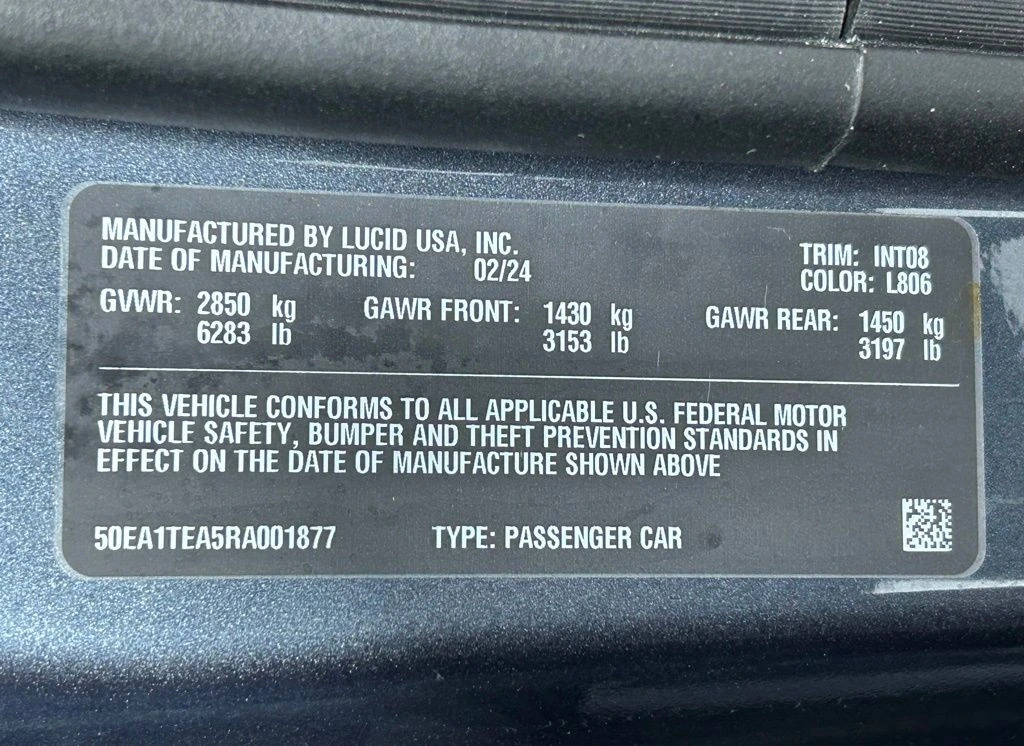 MANUFACTURED BY LUCID USA, INC.
DATE OF MANUFACTURING: 02/24
TRIM: INT08
COLOR: L806
GVWR: 2850 kg
6283 lb
GAWR FRONT: 1430 kg
3153 lb
GAWR REAR: 1450 kg
3197 lb
THIS VEHICLE CONFORMS TO ALL APPLICABLE U.S. FEDERAL MOTOR
VEHICLE SAFETY, BUMPER AND THEFT PREVENTION STANDARDS IN
EFFECT ON THE DATE OF MANUFACTURE SHOWN ABOVE
50EA1TEA5RA001877 TYPE: PASSENGER CAR